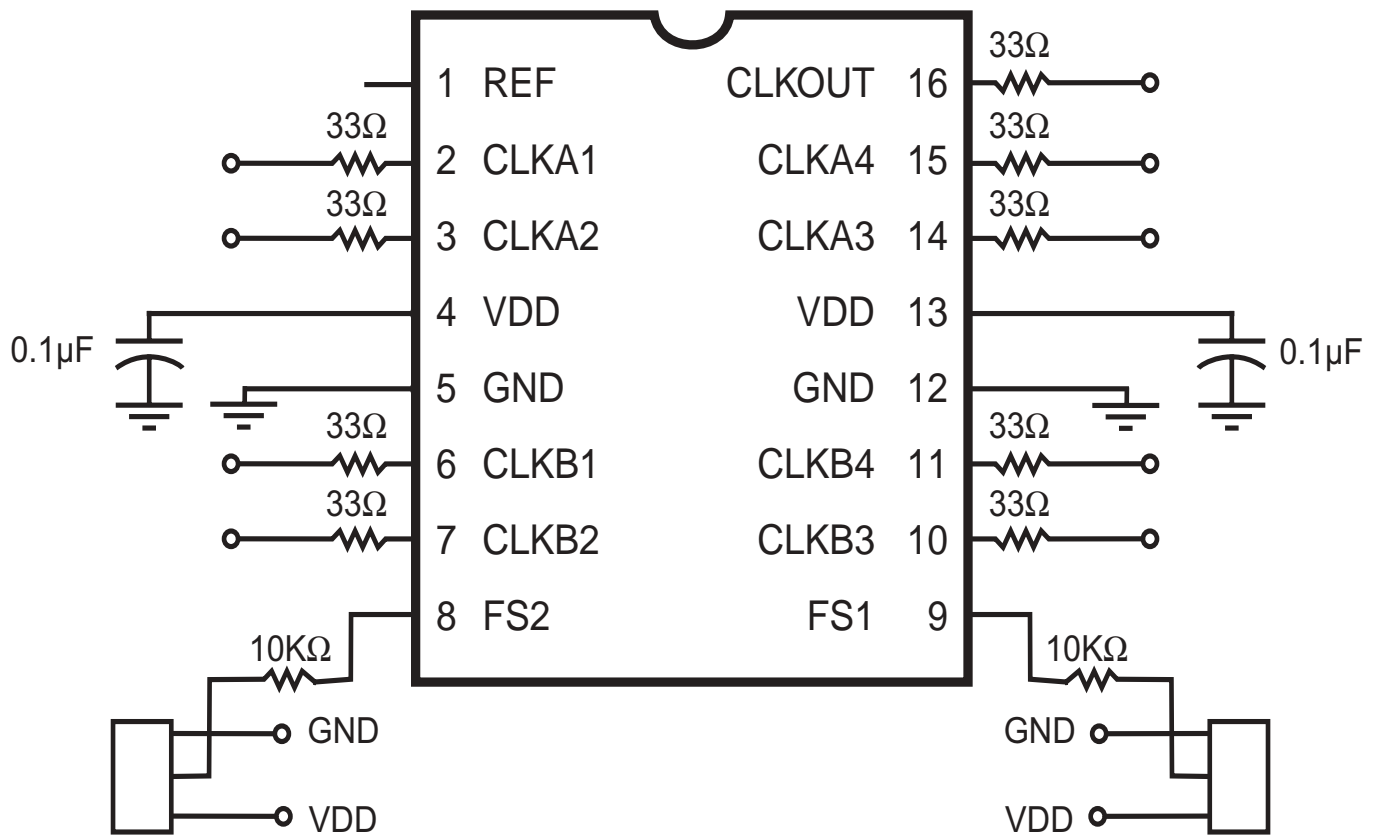 33Ω
1 REF CLKOUT 16
33Ω 33Ω
2 CLKA1 CLKA4 15
33Ω 33Ω
3 CLKA2 CLKA3 14
4 VDD VDD 13
0.1µF 0.1µF
5 GND GND 12
33Ω 33Ω
6 CLKB1 CLKB4 11
33Ω 33Ω
7 CLKB2 CLKB3 10
8 FS2 FS1 9
10KΩ 10KΩ
GND GND
VDD VDD